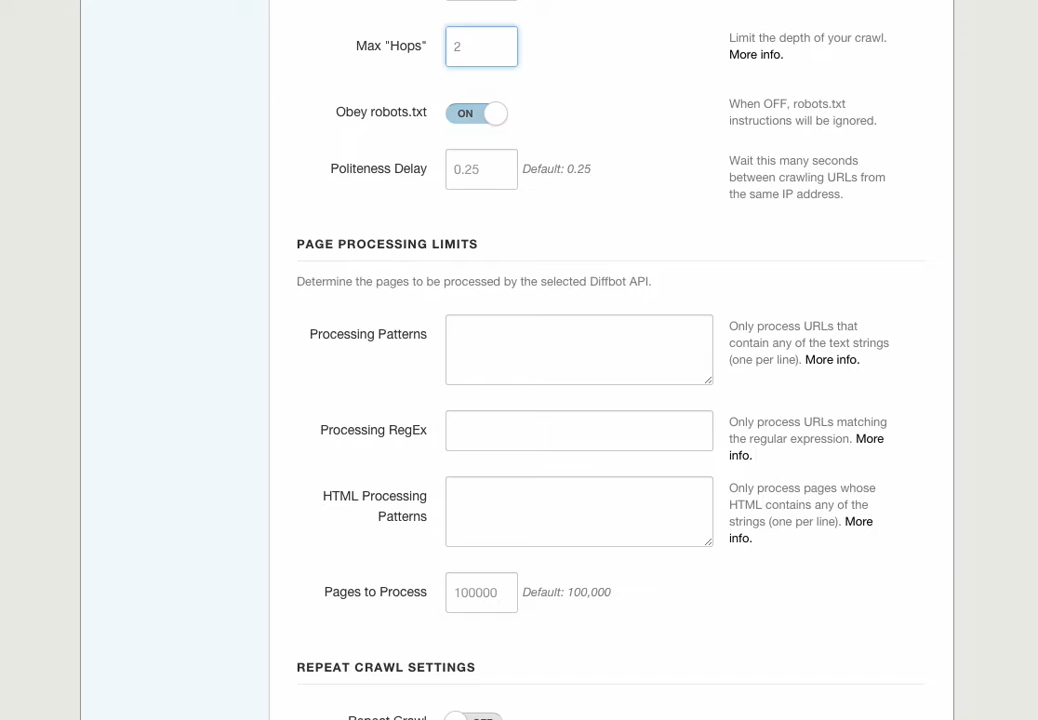 Max "Hops"
2
Limit the depth of your crawl.
More info.
Obey robots.txt
ON
When OFF, robots.txt
instructions will be ignored.
Politeness Delay
0.25
Default: 0.25
Wait this many seconds
between crawling URLs from
the same IP address.
PAGE PROCESSING LIMITS
Determine the pages to be processed by the selected Diffbot API.
Processing Patterns
Only process URLs that
contain any of the text strings
(one per line). More info.
Processing RegEx
Only process URLs matching
the regular expression. More
info.
HTML Processing
Patterns
Only process pages whose
HTML contains any of the
strings (one per line). More
info.
Pages to Process
100000
Default: 100,000
REPEAT CRAWL SETTINGS
Repeat Crawl
OFF